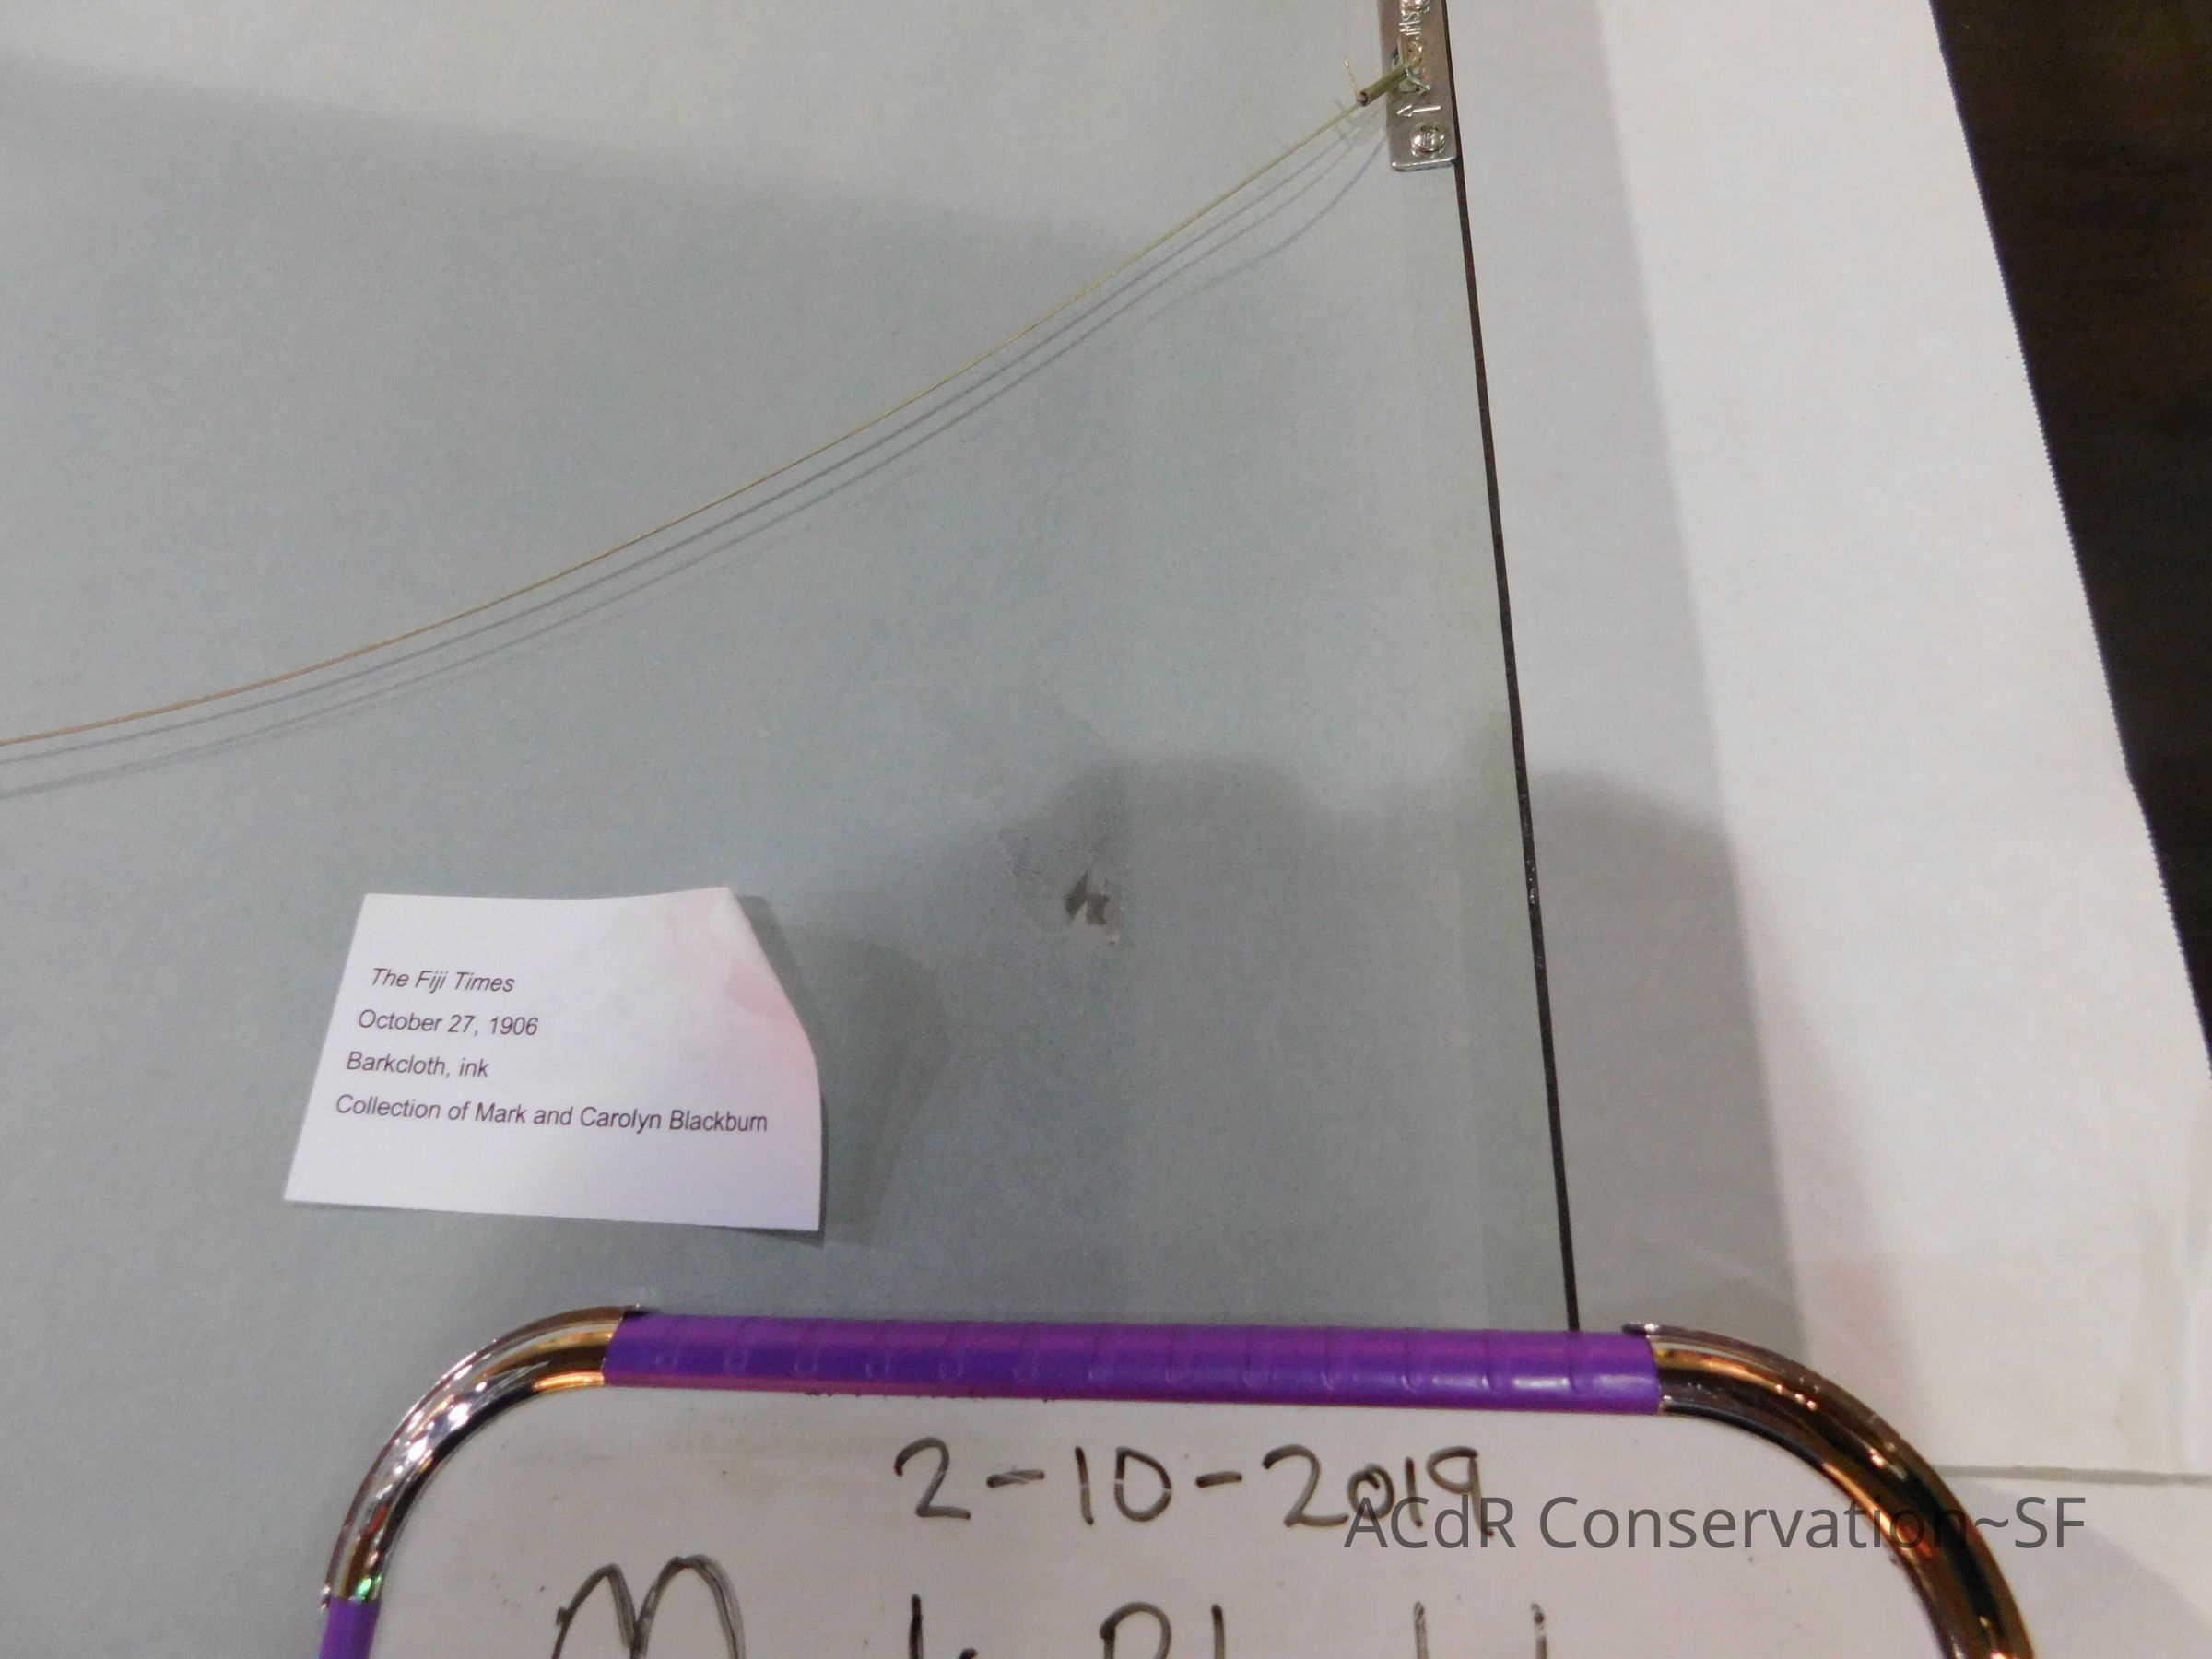 The Fiji Times
October 27, 1906
Barkcloth, ink
Collection of Mark and Carolyn Blackburn
2-10-2019
ACdR Conservation~SF